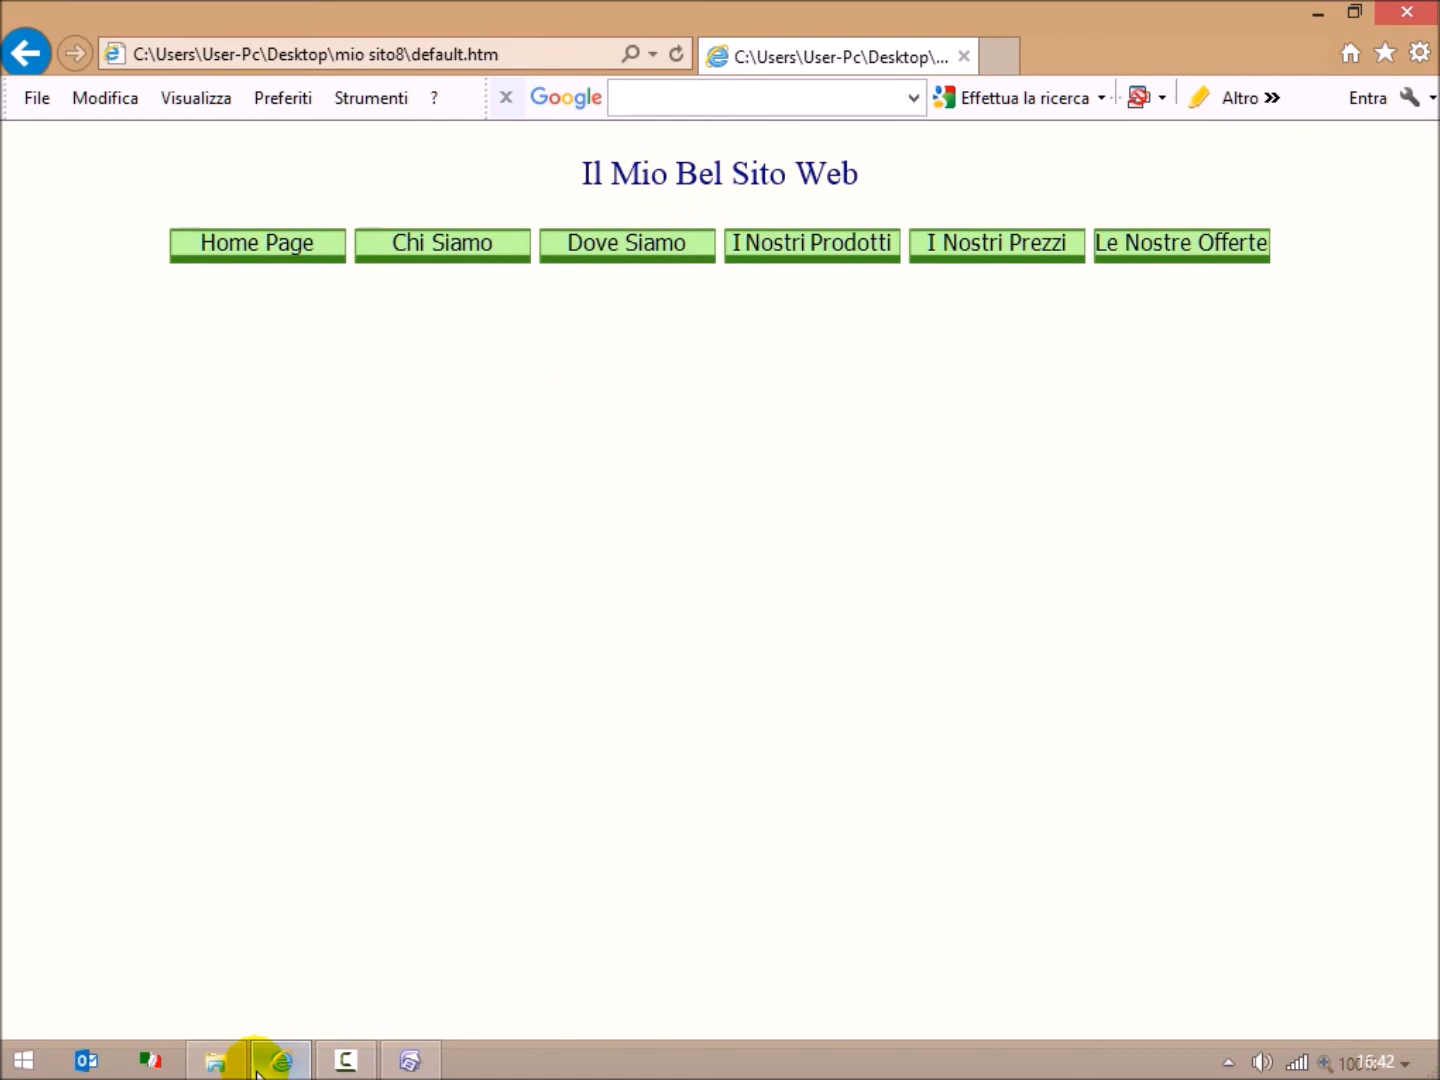 C:\Users\User-Pc\Desktop\mio sito8\default.htm
C:\Users\User-Pc\Desktop\...
File Modifica Visualizza Preferiti Strumenti ?
x Google Effettua la ricerca Altro » Entra
Il Mio Bel Sito Web
Home Page Chi Siamo Dove Siamo I Nostri Prodotti I Nostri Prezzi Le Nostre Offerte
16:42